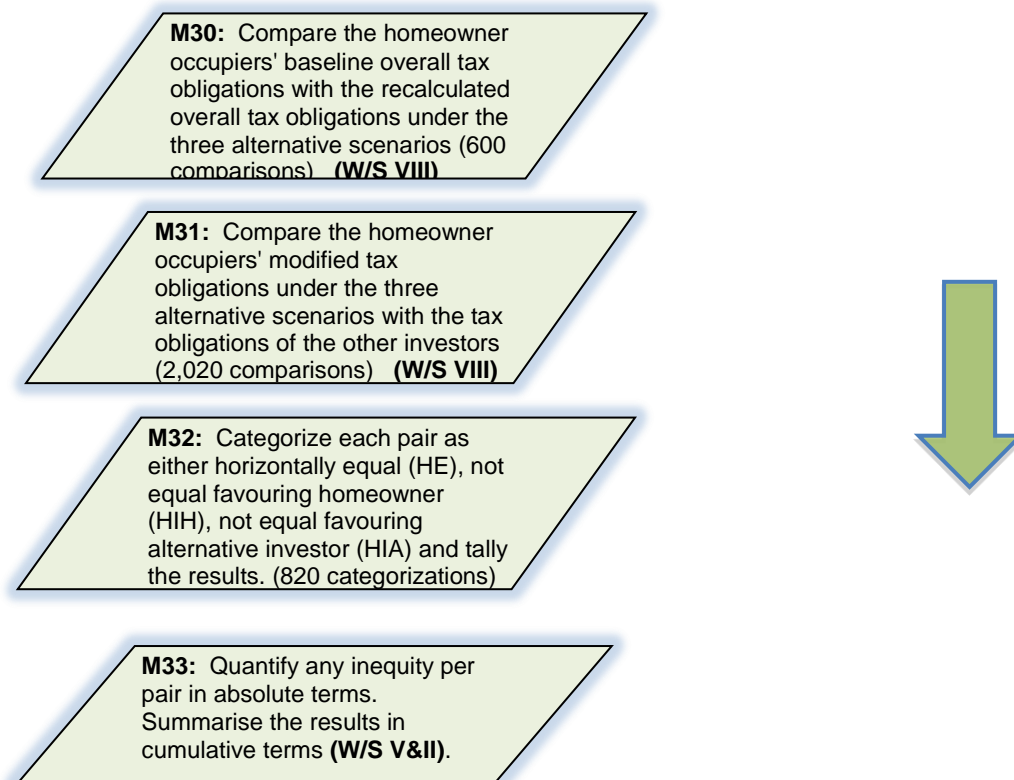 M30: Compare the homeowner
occupiers' baseline overall tax
obligations with the recalculated
overall tax obligations under the
three alternative scenarios (600
comparisons) (W/S VIII)
M31: Compare the homeowner
occupiers' modified tax
obligations under the three
alternative scenarios with the tax
obligations of the other investors
(2,020 comparisons) (W/S VIII)
M32: Categorize each pair as
either horizontally equal (HE), not
equal favouring homeowner
(HIH), not equal favouring
alternative investor (HIA) and tally
the results. (820 categorizations)
M33: Quantify any inequity per
pair in absolute terms.
Summarise the results in
cumulative terms (W/S V&II).